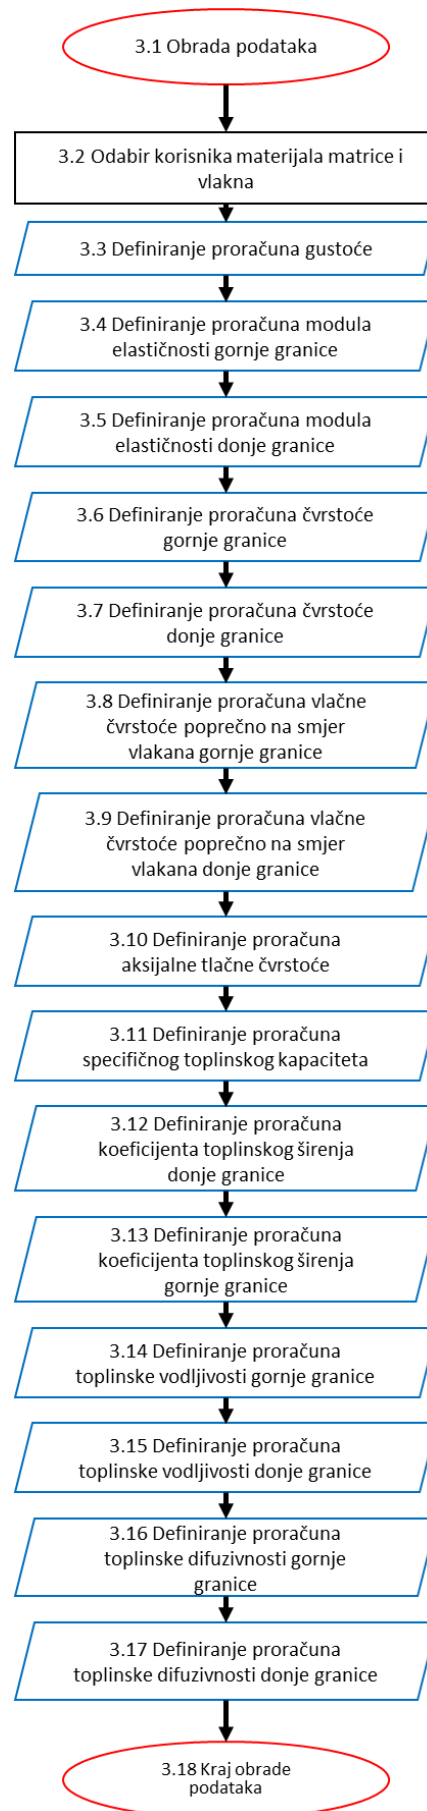 3.1 Obrada podataka
3.2 Odabir korisnika materijala matrice i
vlakna
3.3 Definiranje proračuna gustoće
3.4 Definiranje proračuna modula
elastičnosti gornje granice
3.5 Definiranje proračuna modula
elastičnosti donje granice
3.6 Definiranje proračuna čvrstoće
gornje granice
3.7 Definiranje proračuna čvrstoće
donje granice
3.8 Definiranje proračuna vlačne
čvrstoće poprečno na smjer
vlakana gornje granice
3.9 Definiranje proračuna vlačne
čvrstoće poprečno na smjer
vlakana donje granice
3.10 Definiranje proračuna
aksijalne tlačne čvrstoće
3.11 Definiranje proračuna
specifičnog toplinskog kapaciteta
3.12 Definiranje proračuna
koeficijenta toplinskog širenja
donje granice
3.13 Definiranje proračuna
koeficijenta toplinskog širenja
gornje granice
3.14 Definiranje proračuna
toplinske vodljivosti gornje granice
3.15 Definiranje proračuna
toplinske vodljivosti donje granice
3.16 Definiranje proračuna
toplinske difuzivnosti gornje
granice
3.17 Definiranje proračuna
toplinske difuzivnosti donje granice
3.18 Kraj obrade
podataka